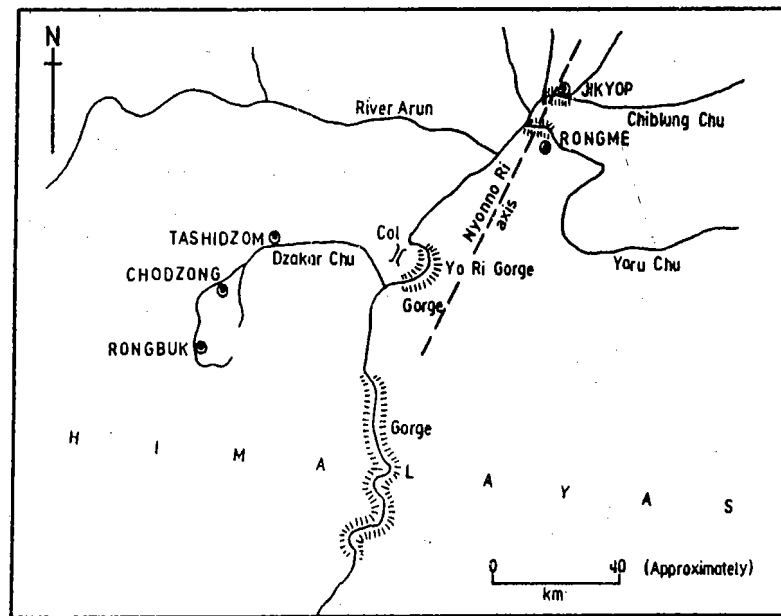 N
JIKYOP
River Arun
Chiblung Chu
RONGME
Nyonno Ri
axis
TASHIDZOM
Col
Dzakar Chu
Yo Ri Gorge
Yaru Chu
CHODZONG
Gorge
RONGBUK
Gorge
H I M A L A Y A S
0 40 (Approximately)
km